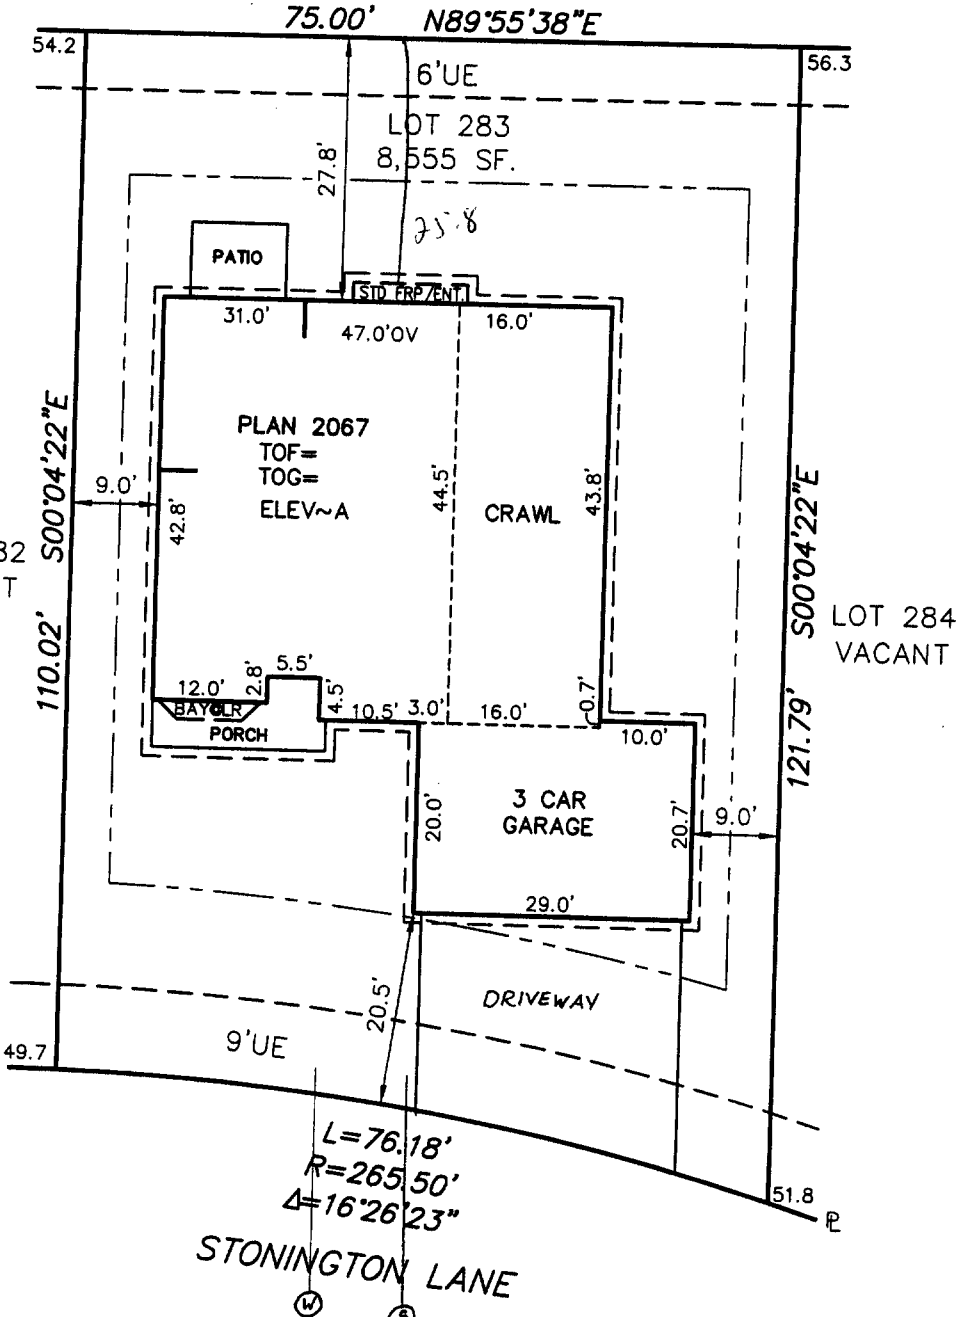 75.00' N89°55'38"E
54.2
56.3
6'UE
LOT 283
8,555 SF.
27.8'
25.8
PATIO
STD FRP/ENT.
31.0'
47.0'OV
16.0'
PLAN 2067
TOF=
TOG=
ELEV~A
CRAWL
44.5'
43.8'
42.8'
9.0'
S00°04'22"E
110.02'
32
T
S00°04'22"E
121.79'
LOT 284
VACANT
12.0'
2.8'
5.5'
4.5'
10.5'
3.0'
16.0'
0.7'
10.0'
BAY
PORCH
3 CAR
GARAGE
20.0'
20.7'
9.0'
29.0'
20.5'
DRIVEWAY
9'UE
49.7
51.8
PL
L=76.18'
R=265.50'
Δ=16°26'23"
STONINGTON LANE
W